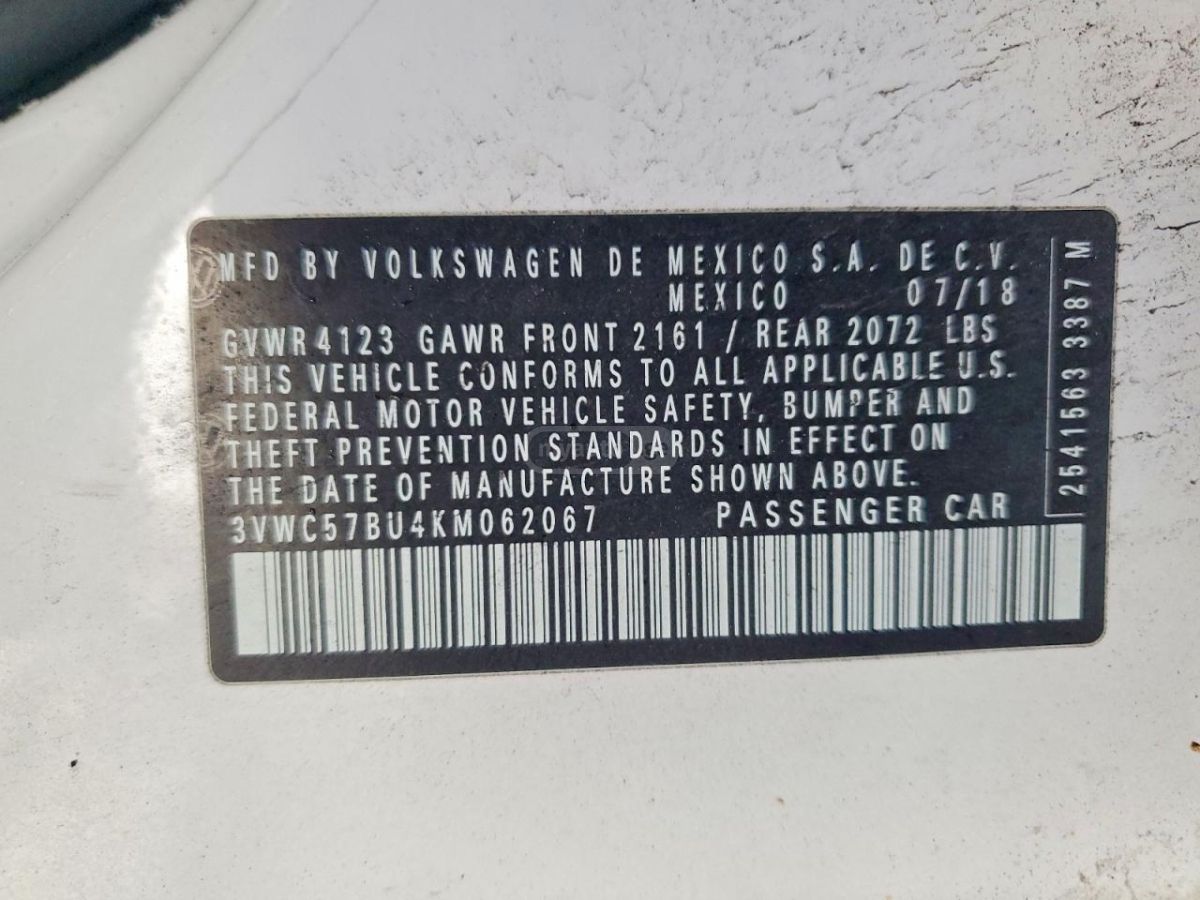 MFD BY VOLKSWAGEN DE MEXICO S.A. DE C.V.
MEXICO 07/18
GVWR 4123 GAWR FRONT 2161 / REAR 2072 LBS
THIS VEHICLE CONFORMS TO ALL APPLICABLE U.S.
FEDERAL MOTOR VEHICLE SAFETY, BUMPER AND
THEFT PREVENTION STANDARDS IN EFFECT ON
THE DATE OF MANUFACTURE SHOWN ABOVE.
3VWC57BU4KM062067 PASSENGER CAR
2541563 3387 M